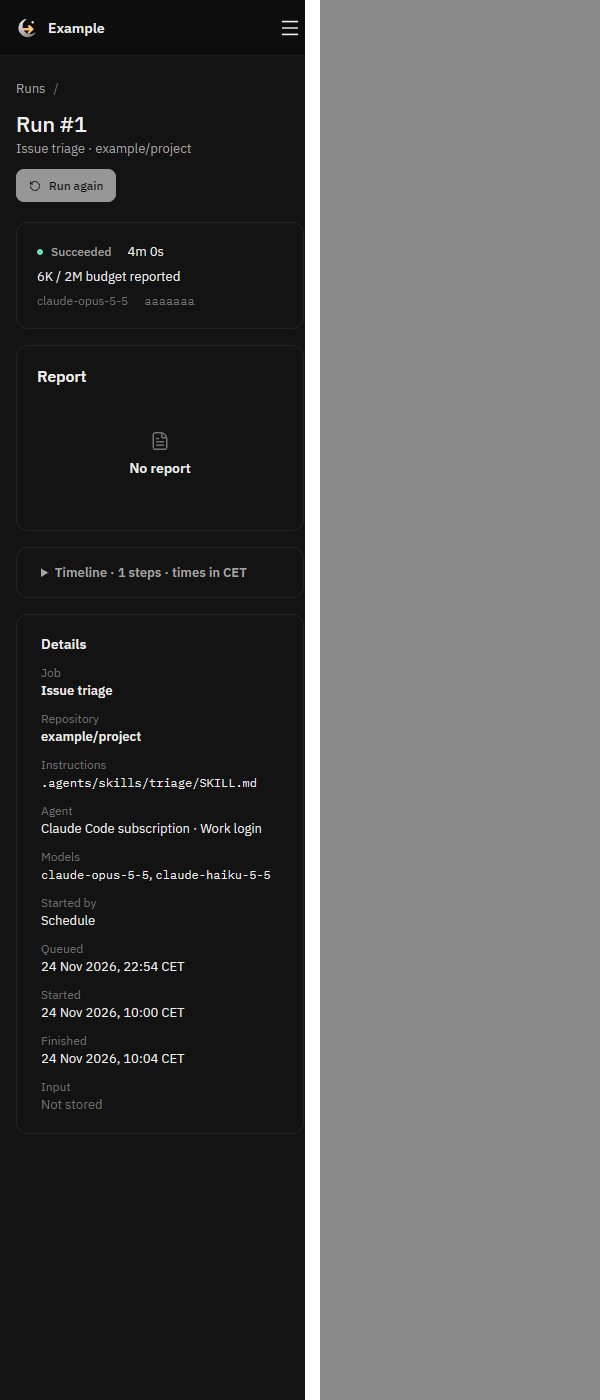 Example
Runs /
Run #1
Issue triage · example/project
Run again
Succeeded 4m 0s
6K / 2M budget reported
claude-opus-5-5 aaaaaaa
Report
No report
Timeline · 1 steps · times in CET
Details
Job
Issue triage
Repository
example/project
Instructions
.agents/skills/triage/SKILL.md
Agent
Claude Code subscription · Work login
Models
claude-opus-5-5, claude-haiku-5-5
Started by
Schedule
Queued
24 Nov 2026, 22:54 CET
Started
24 Nov 2026, 10:00 CET
Finished
24 Nov 2026, 10:04 CET
Input
Not stored